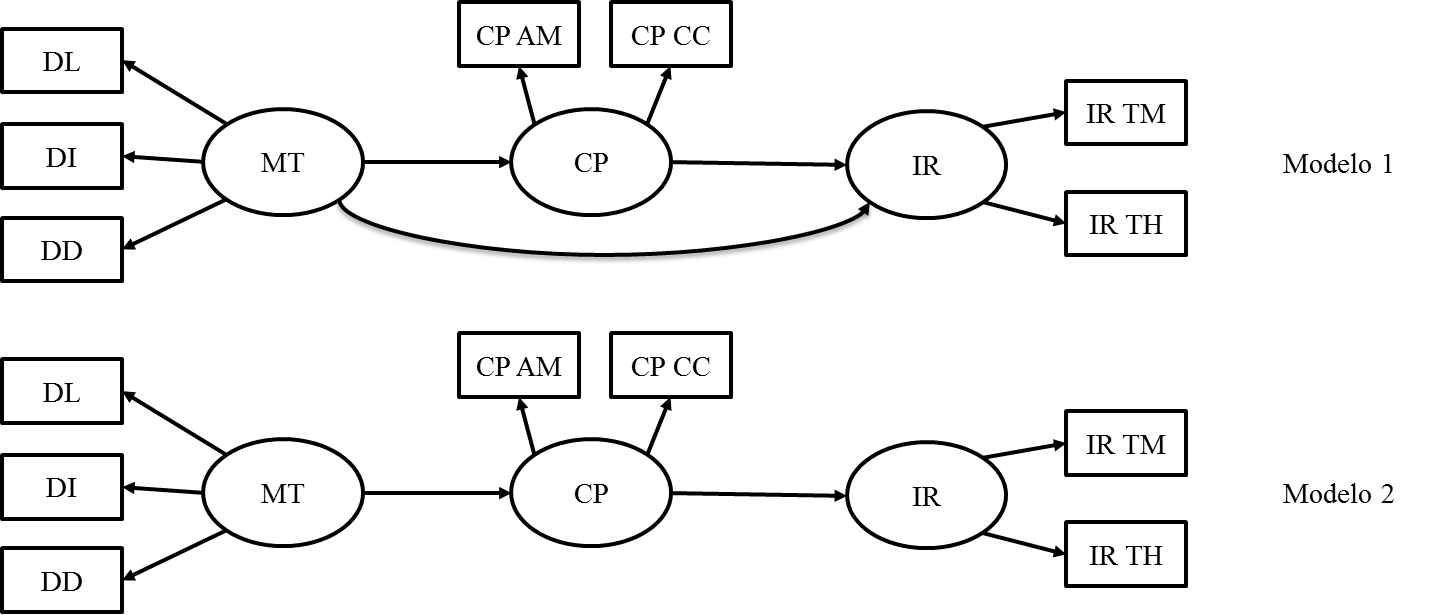 CP AM
CP CC
DL
IR TM
DI
MT
CP
IR
Modelo 1
IR TH
DD
CP AM
CP CC
DL
IR TM
DI
MT
CP
IR
Modelo 2
IR TH
DD